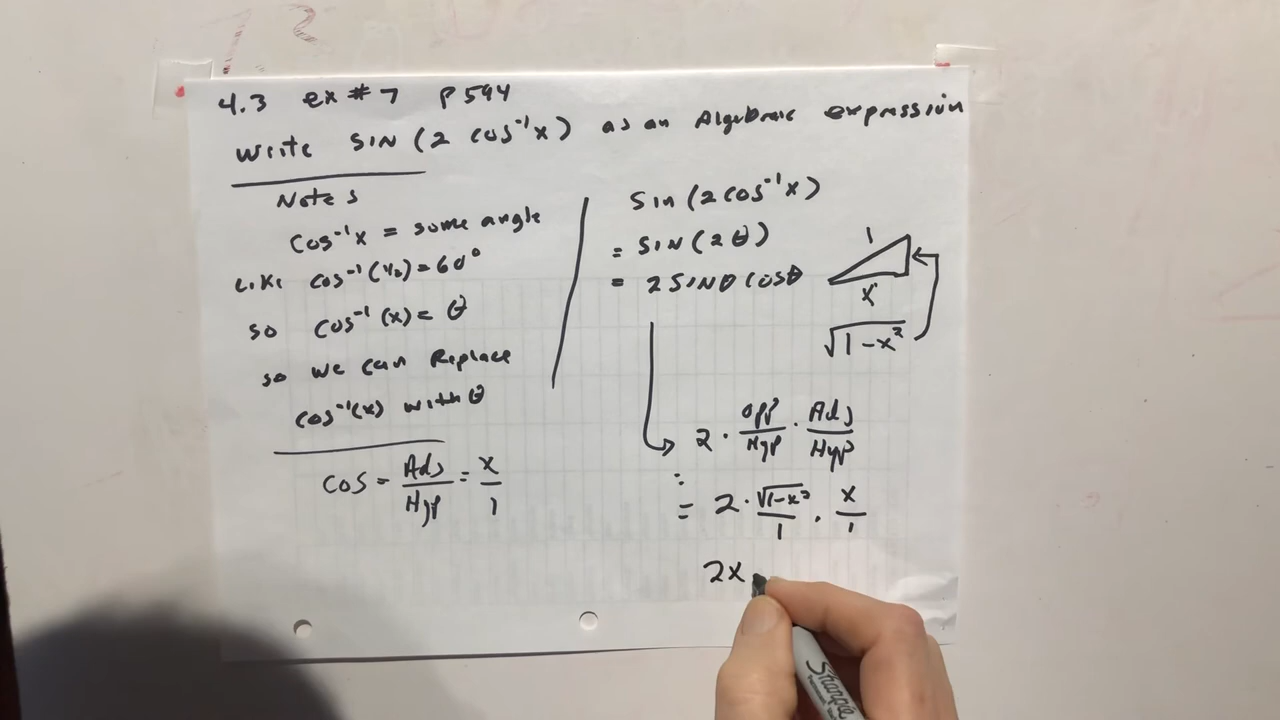 4.3 ex #7 P 594
Write SIN (2 cos⁻¹x) as an Algebraic expression
Notes
Cos⁻¹x = some angle
Like cos⁻¹(½) = 60°
so cos⁻¹(x) = θ
so we can Replace
cos⁻¹(x) with θ
COS = Adj/Hyp = x/1
Sin (2 cos⁻¹x)
= SIN (2θ)
= 2 SINθ COSθ
1
x
√1-x²
2 · opp/Hyp · Adj/Hyp
= 2 · √1-x²/1 · x/1
2x
Sharpie